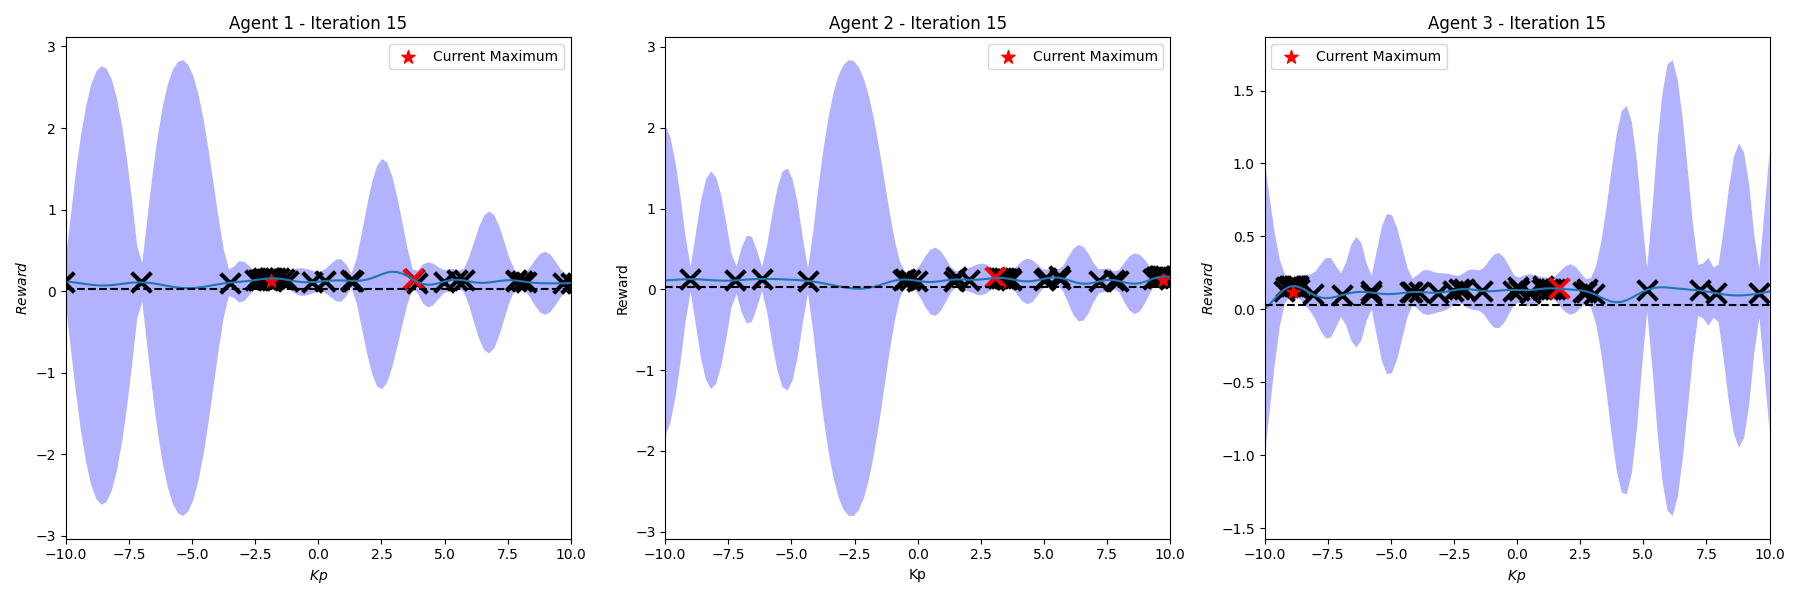 Agent 1 - Iteration 15
Current Maximum
Reward
3
2
1
0
−1
−2
−3
−10.0 −7.5 −5.0 −2.5 0.0 2.5 5.0 7.5 10.0
Kp
Agent 2 - Iteration 15
Current Maximum
Reward
3
2
1
0
−1
−2
−3
−10.0 −7.5 −5.0 −2.5 0.0 2.5 5.0 7.5 10.0
Kp
Agent 3 - Iteration 15
Current Maximum
Reward
1.5
1.0
0.5
0.0
−0.5
−1.0
−1.5
−10.0 −7.5 −5.0 −2.5 0.0 2.5 5.0 7.5 10.0
Kp